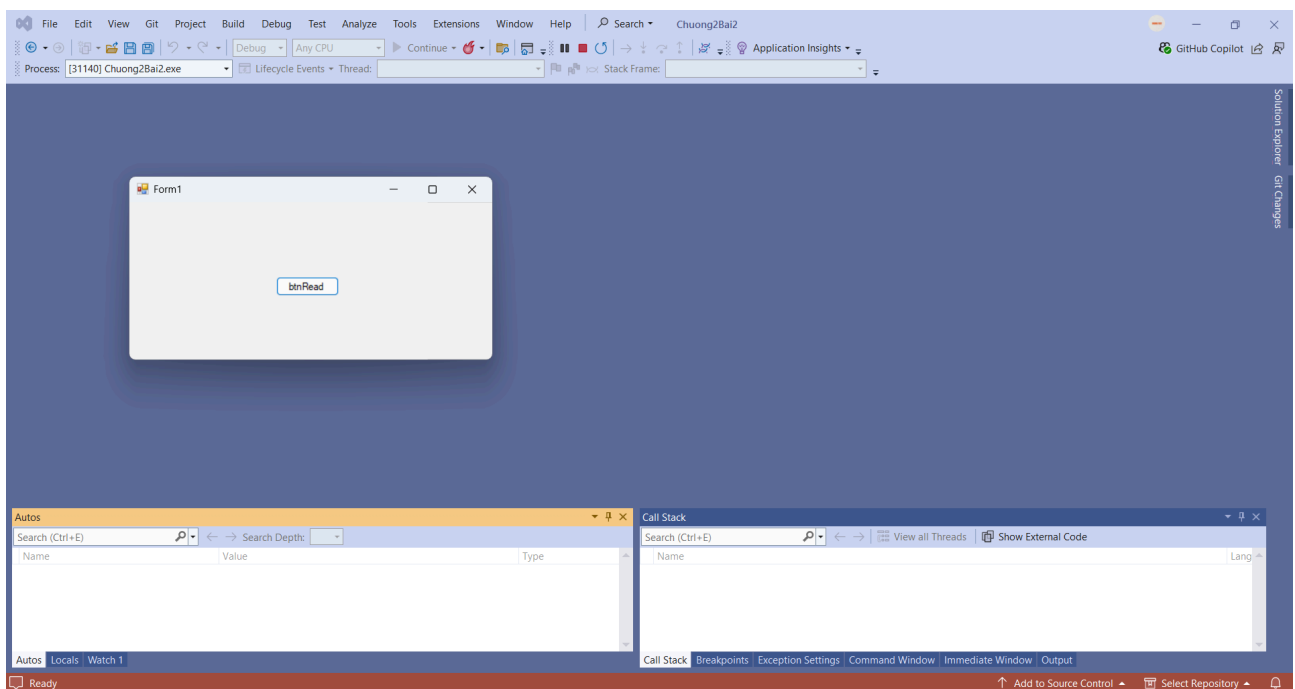 File Edit View Git Project Build Debug Test Analyze Tools Extensions Window Help Search Chuong2Bai2
Debug Any CPU Continue Application Insights GitHub Copilot
Process: [31140] Chuong2Bai2.exe Lifecycle Events Thread: Stack Frame:
Solution Explorer
Git Changes
Form1
btnRead
Autos
Search (Ctrl+E) Search Depth:
Name Value Type
Autos Locals Watch 1
Call Stack
Search (Ctrl+E) View all Threads Show External Code
Name Lang
Call Stack Breakpoints Exception Settings Command Window Immediate Window Output
Ready Add to Source Control Select Repository